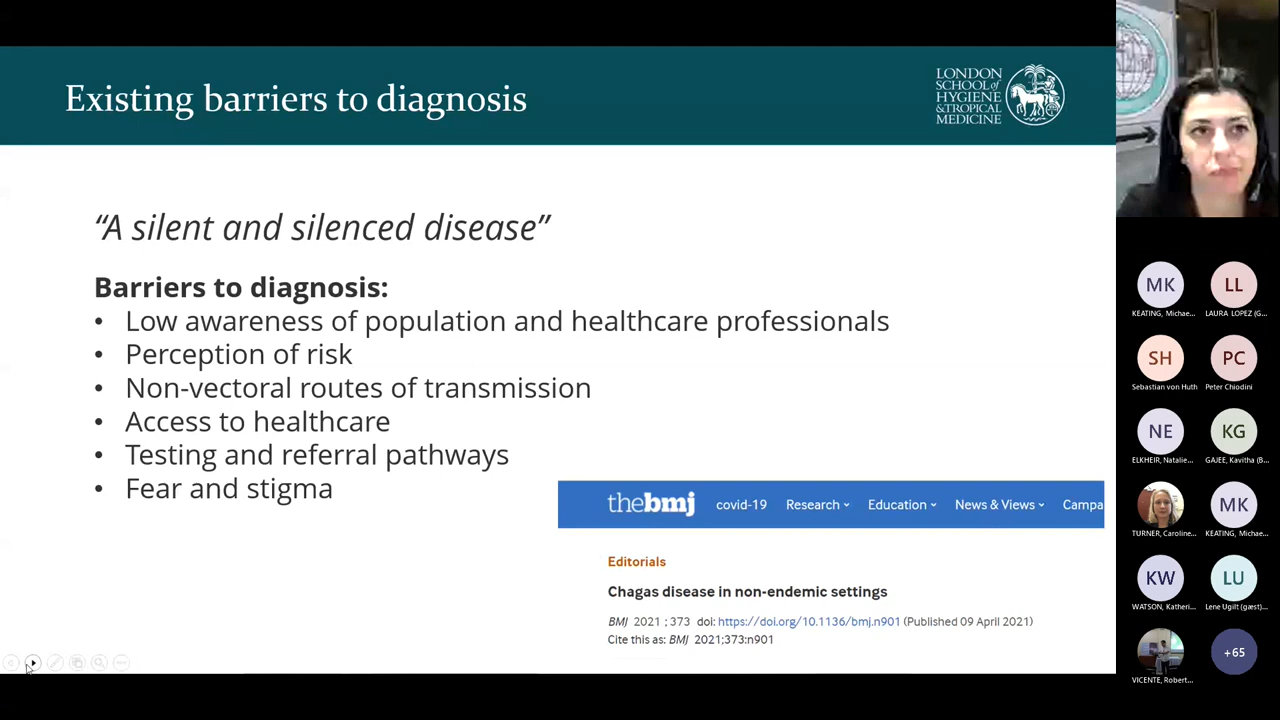 Existing barriers to diagnosis
LONDON
SCHOOL of
HYGIENE
& TROPICAL
MEDICINE
“A silent and silenced disease”
Barriers to diagnosis:
• Low awareness of population and healthcare professionals
• Perception of risk
• Non-vectoral routes of transmission
• Access to healthcare
• Testing and referral pathways
• Fear and stigma
thebmj covid-19 Research Education News & Views Campa
Editorials
Chagas disease in non-endemic settings
BMJ 2021 ; 373 doi: https://doi.org/10.1136/bmj.n901 (Published 09 April 2021)
Cite this as: BMJ 2021;373:n901
MK LL
KEATING, Michae... LAURA LOPEZ (G...
SH PC
Sebastian von Huth Peter Chiodini
NE KG
ELKHEIR, Natalie... GAJEE, Kavitha (B...
MK
TURNER, Caroline... KEATING, Michae...
KW LU
WATSON, Katheri... Lene Ugilt (gæst)...
+65
VICENTE, Robert...